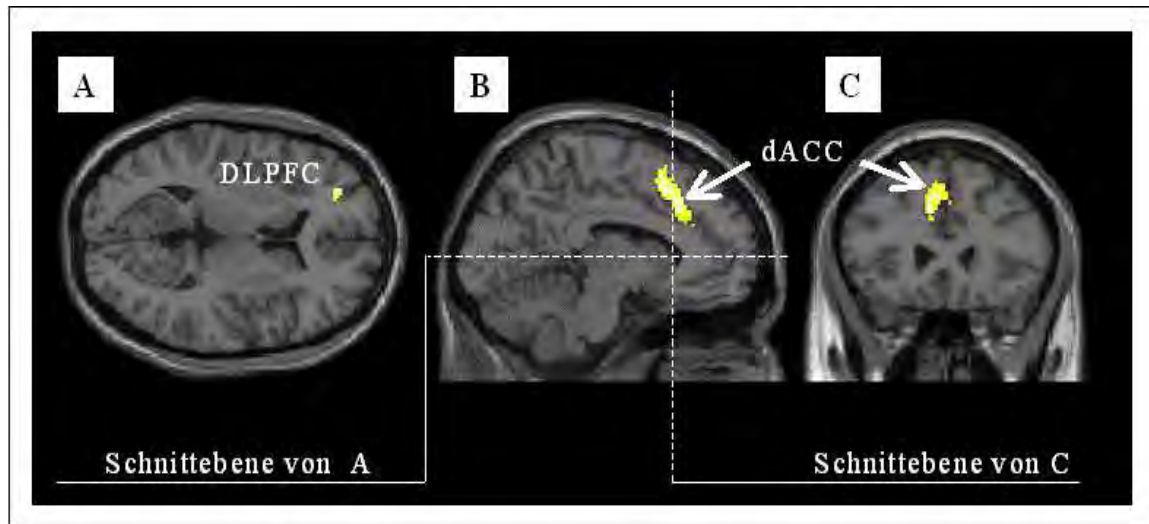 A
B
C
DLPFC
dACC
Schnittebene von A
Schnittebene von C